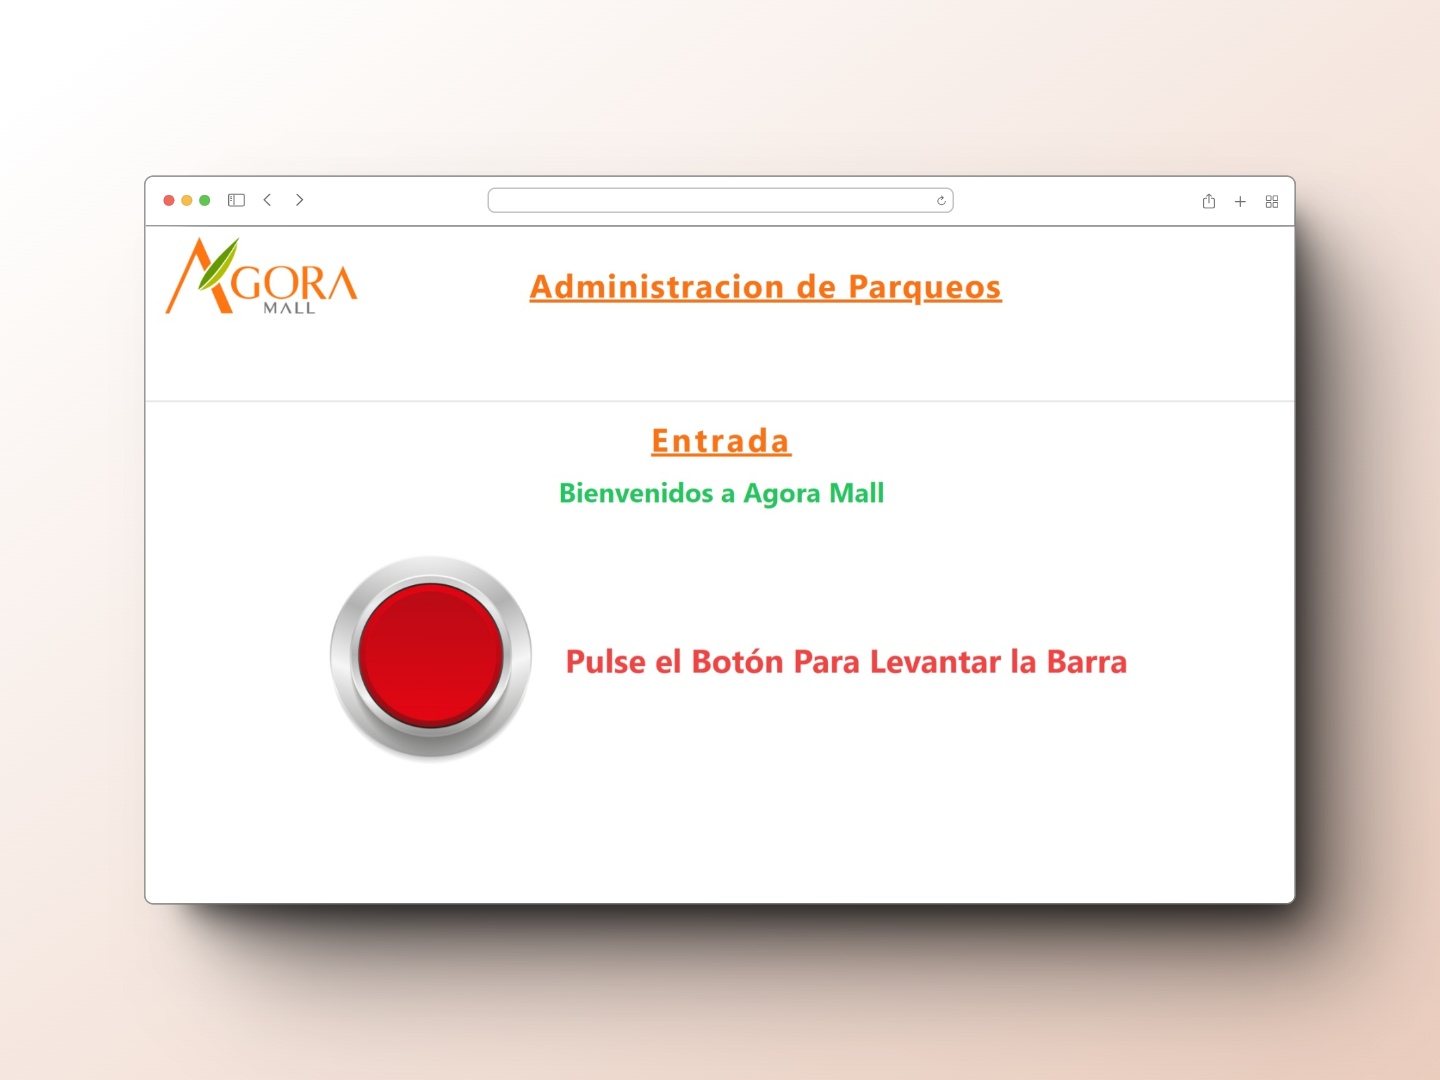 AGORA
MALL
Administracion de Parqueos
Entrada
Bienvenidos a Agora Mall
Pulse el Botón Para Levantar la Barra